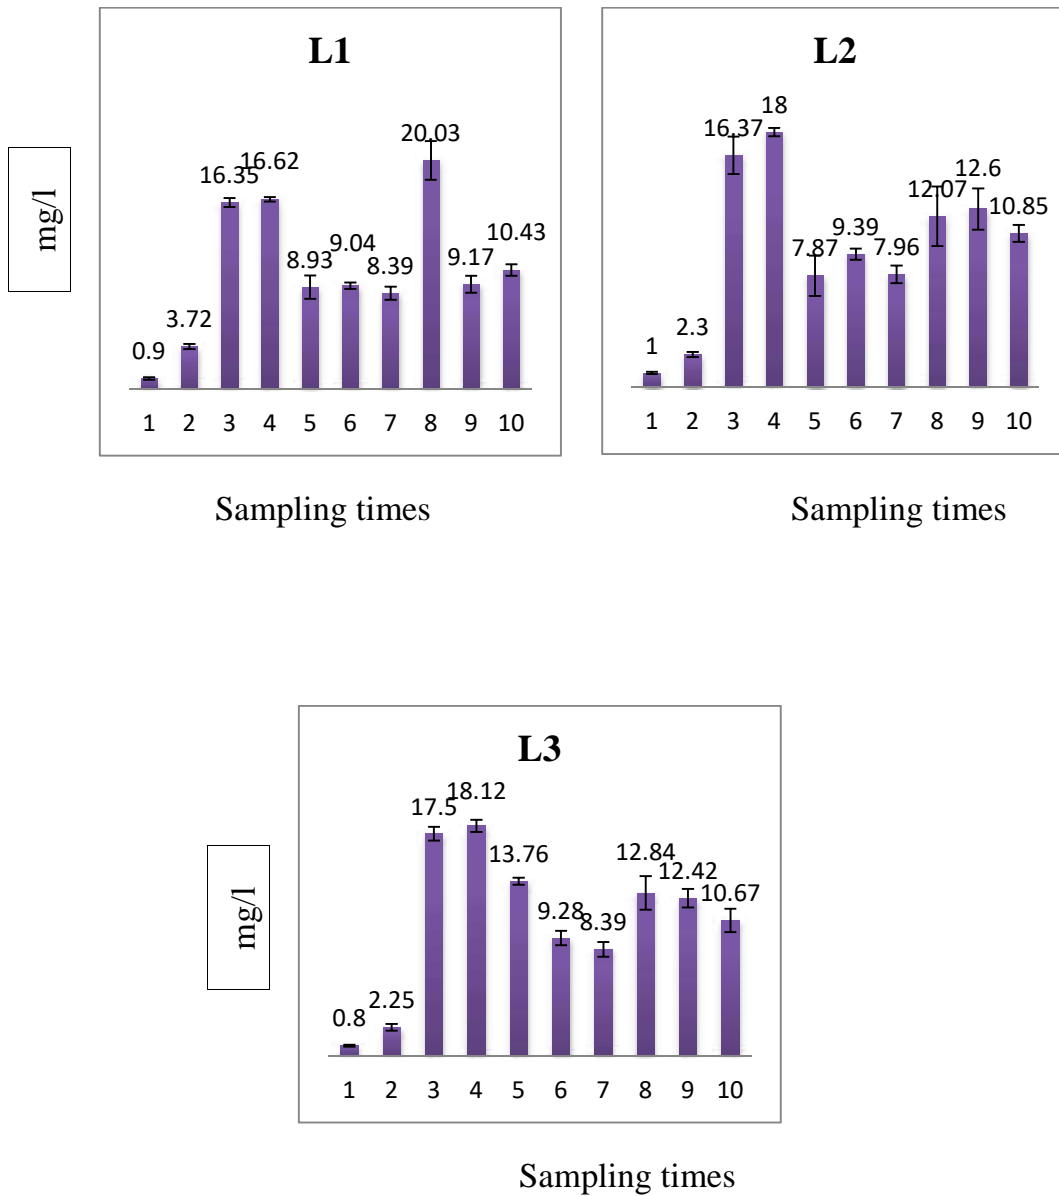 L1
mg/l
0.9
3.72
16.35
16.62
8.93
9.04
8.39
20.03
9.17
10.43
1 2 3 4 5 6 7 8 9 10
Sampling times
L2
1
2.3
16.37
18
7.87
9.39
7.96
12.07
12.6
10.85
1 2 3 4 5 6 7 8 9 10
Sampling times
L3
mg/l
0.8
2.25
17.5
18.12
13.76
9.28
8.39
12.84
12.42
10.67
1 2 3 4 5 6 7 8 9 10
Sampling times